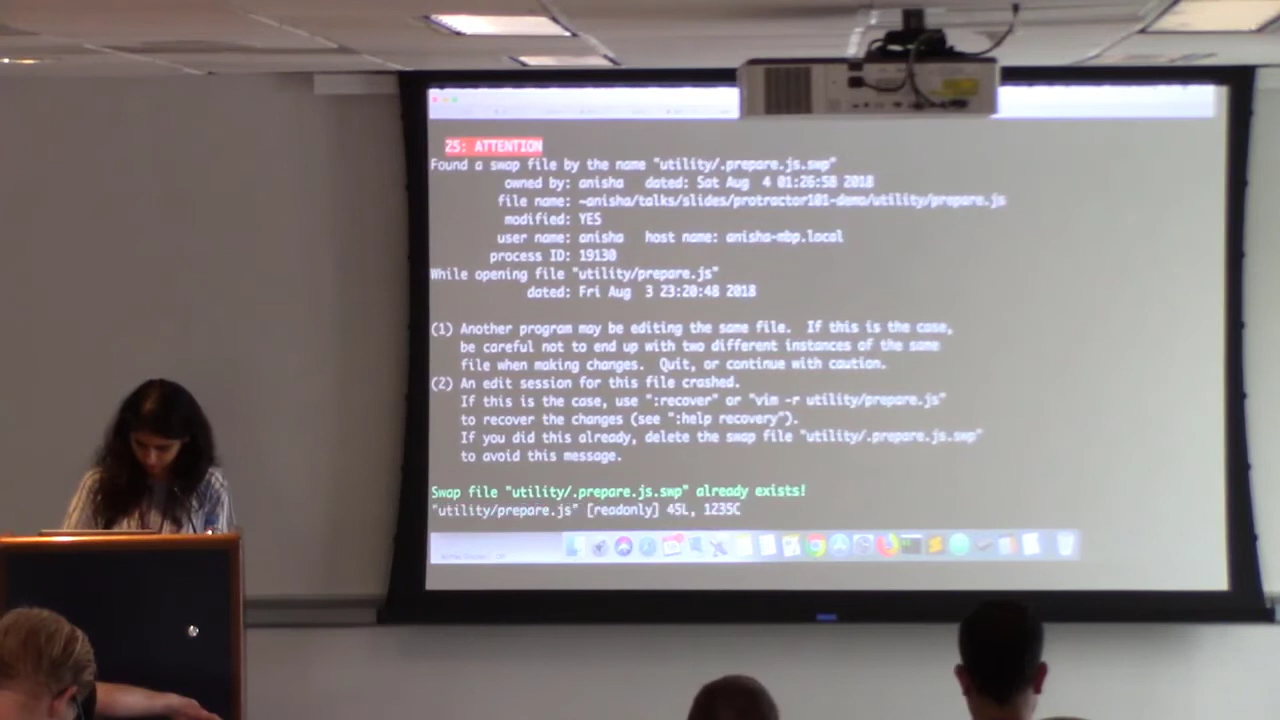 25: ATTENTION
Found a swap file by the name "utility/.prepare.js.swp"
owned by: anisha dated: Sat Aug 4 01:26:58 2018
file name: ~anisha/talks/slides/protractor101-demo/utility/prepare.js
modified: YES
user name: anisha host name: anisha-mbp.local
process ID: 19130
While opening file "utility/prepare.js"
dated: Fri Aug 3 23:20:48 2018
(1) Another program may be editing the same file. If this is the case,
be careful not to end up with two different instances of the same
file when making changes. Quit, or continue with caution.
(2) An edit session for this file crashed.
If this is the case, use ":recover" or "vim -r utility/prepare.js"
to recover the changes (see ":help recovery").
If you did this already, delete the swap file "utility/.prepare.js.swp"
to avoid this message.
Swap file "utility/.prepare.js.swp" already exists!
"utility/prepare.js" [readonly] 45L, 1235C